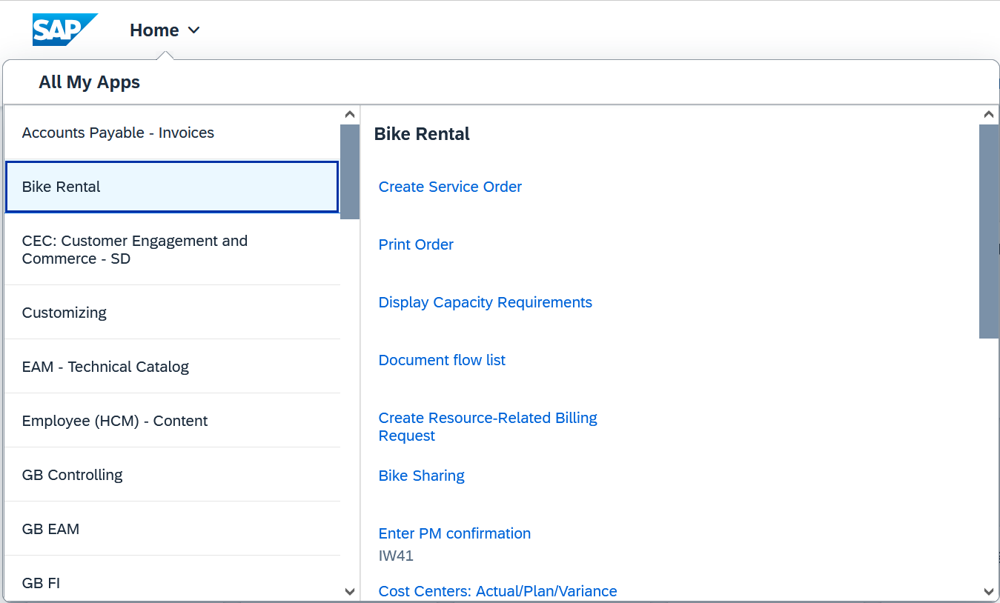 SAP
Home
All My Apps
Accounts Payable - Invoices
Bike Rental
CEC: Customer Engagement and
Commerce - SD
Customizing
EAM - Technical Catalog
Employee (HCM) - Content
GB Controlling
GB EAM
GB FI
Bike Rental
Create Service Order
Print Order
Display Capacity Requirements
Document flow list
Create Resource-Related Billing
Request
Bike Sharing
Enter PM confirmation
IW41
Cost Centers: Actual/Plan/Variance